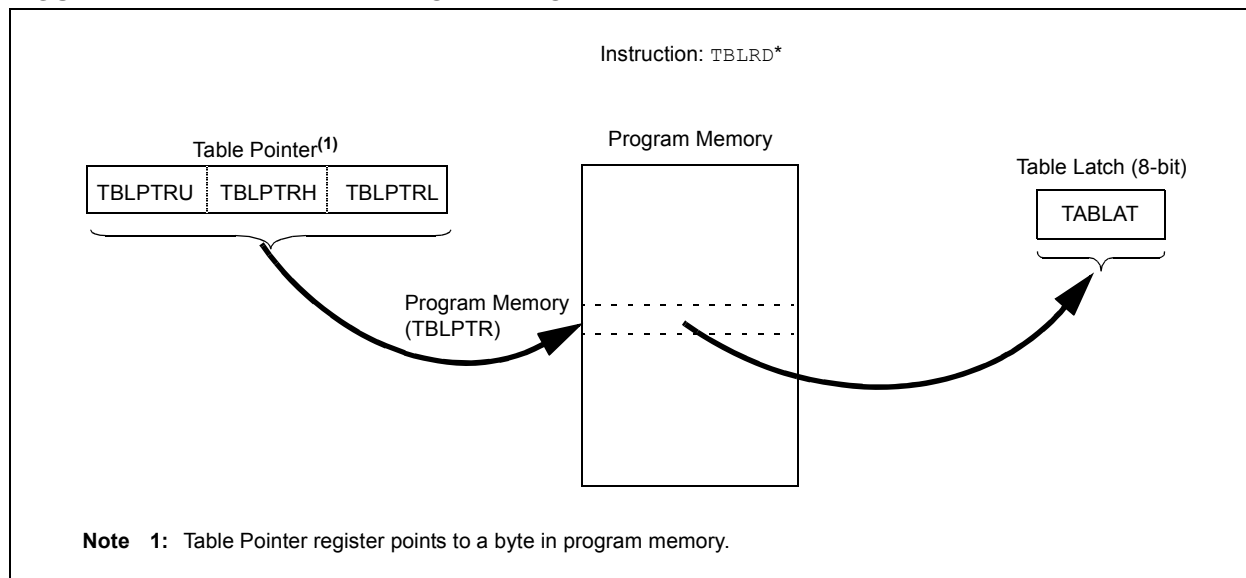 Instruction: TBLRD*
Table Pointer(1)
Program Memory
Table Latch (8-bit)
TBLPTRU TBLPTRH TBLPTRL
TABLAT
Program Memory
(TBLPTR)
Note 1: Table Pointer register points to a byte in program memory.